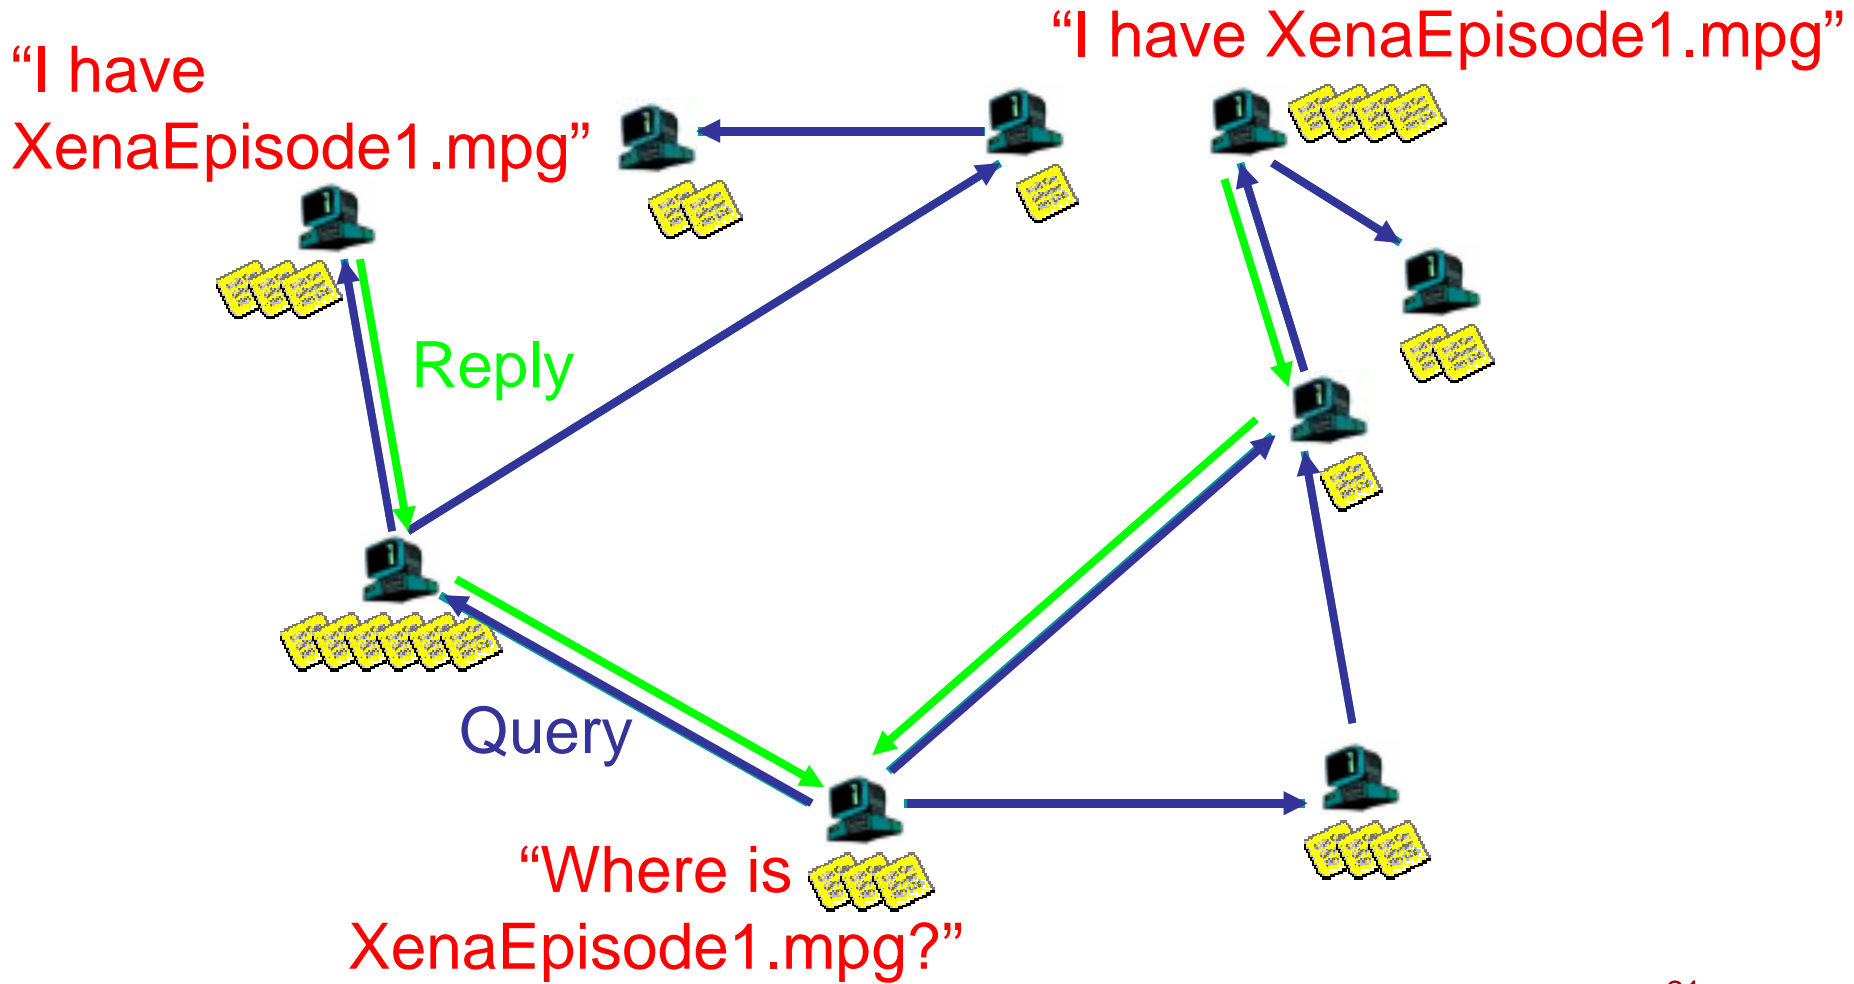 “I have XenaEpisode1.mpg”
“I have
XenaEpisode1.mpg”
Reply
Query
“Where is
XenaEpisode1.mpg?”